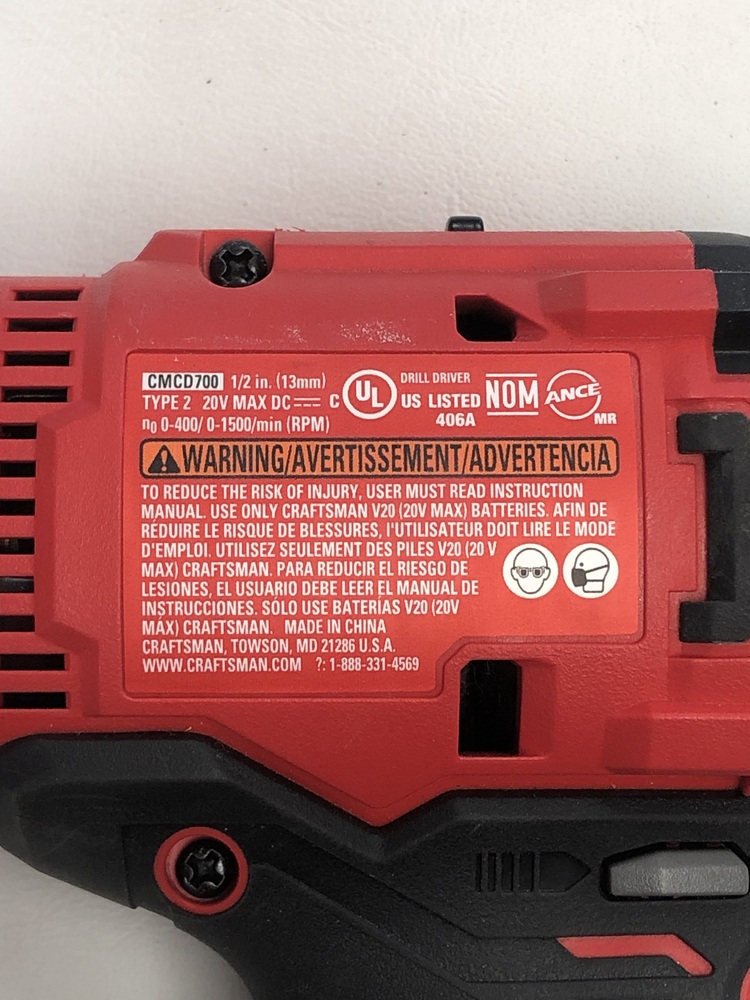 CMCD700 1/2 in. (13mm)
TYPE 2 20V MAX DC
n0 0-400/ 0-1500/min (RPM)
C UL US LISTED
DRILL DRIVER
406A
NOM ANCE
MR
WARNING/AVERTISSEMENT/ADVERTENCIA
TO REDUCE THE RISK OF INJURY, USER MUST READ INSTRUCTION
MANUAL. USE ONLY CRAFTSMAN V20 (20V MAX) BATTERIES. AFIN DE
RÉDUIRE LE RISQUE DE BLESSURES, I'UTILISATEUR DOIT LIRE LE MODE
D'EMPLOI. UTILISEZ SEULEMENT DES PILES V20 (20 V
MAX) CRAFTSMAN. PARA REDUCIR EL RIESGO DE
LESIONES, EL USUARIO DEBE LEER EL MANUAL DE
INSTRUCCIONES. SÓLO USE BATERÍAS V20 (20V
MÁX) CRAFTSMAN. MADE IN CHINA
CRAFTSMAN, TOWSON, MD 21286 U.S.A.
WWW.CRAFTSMAN.COM ?: 1-888-331-4569